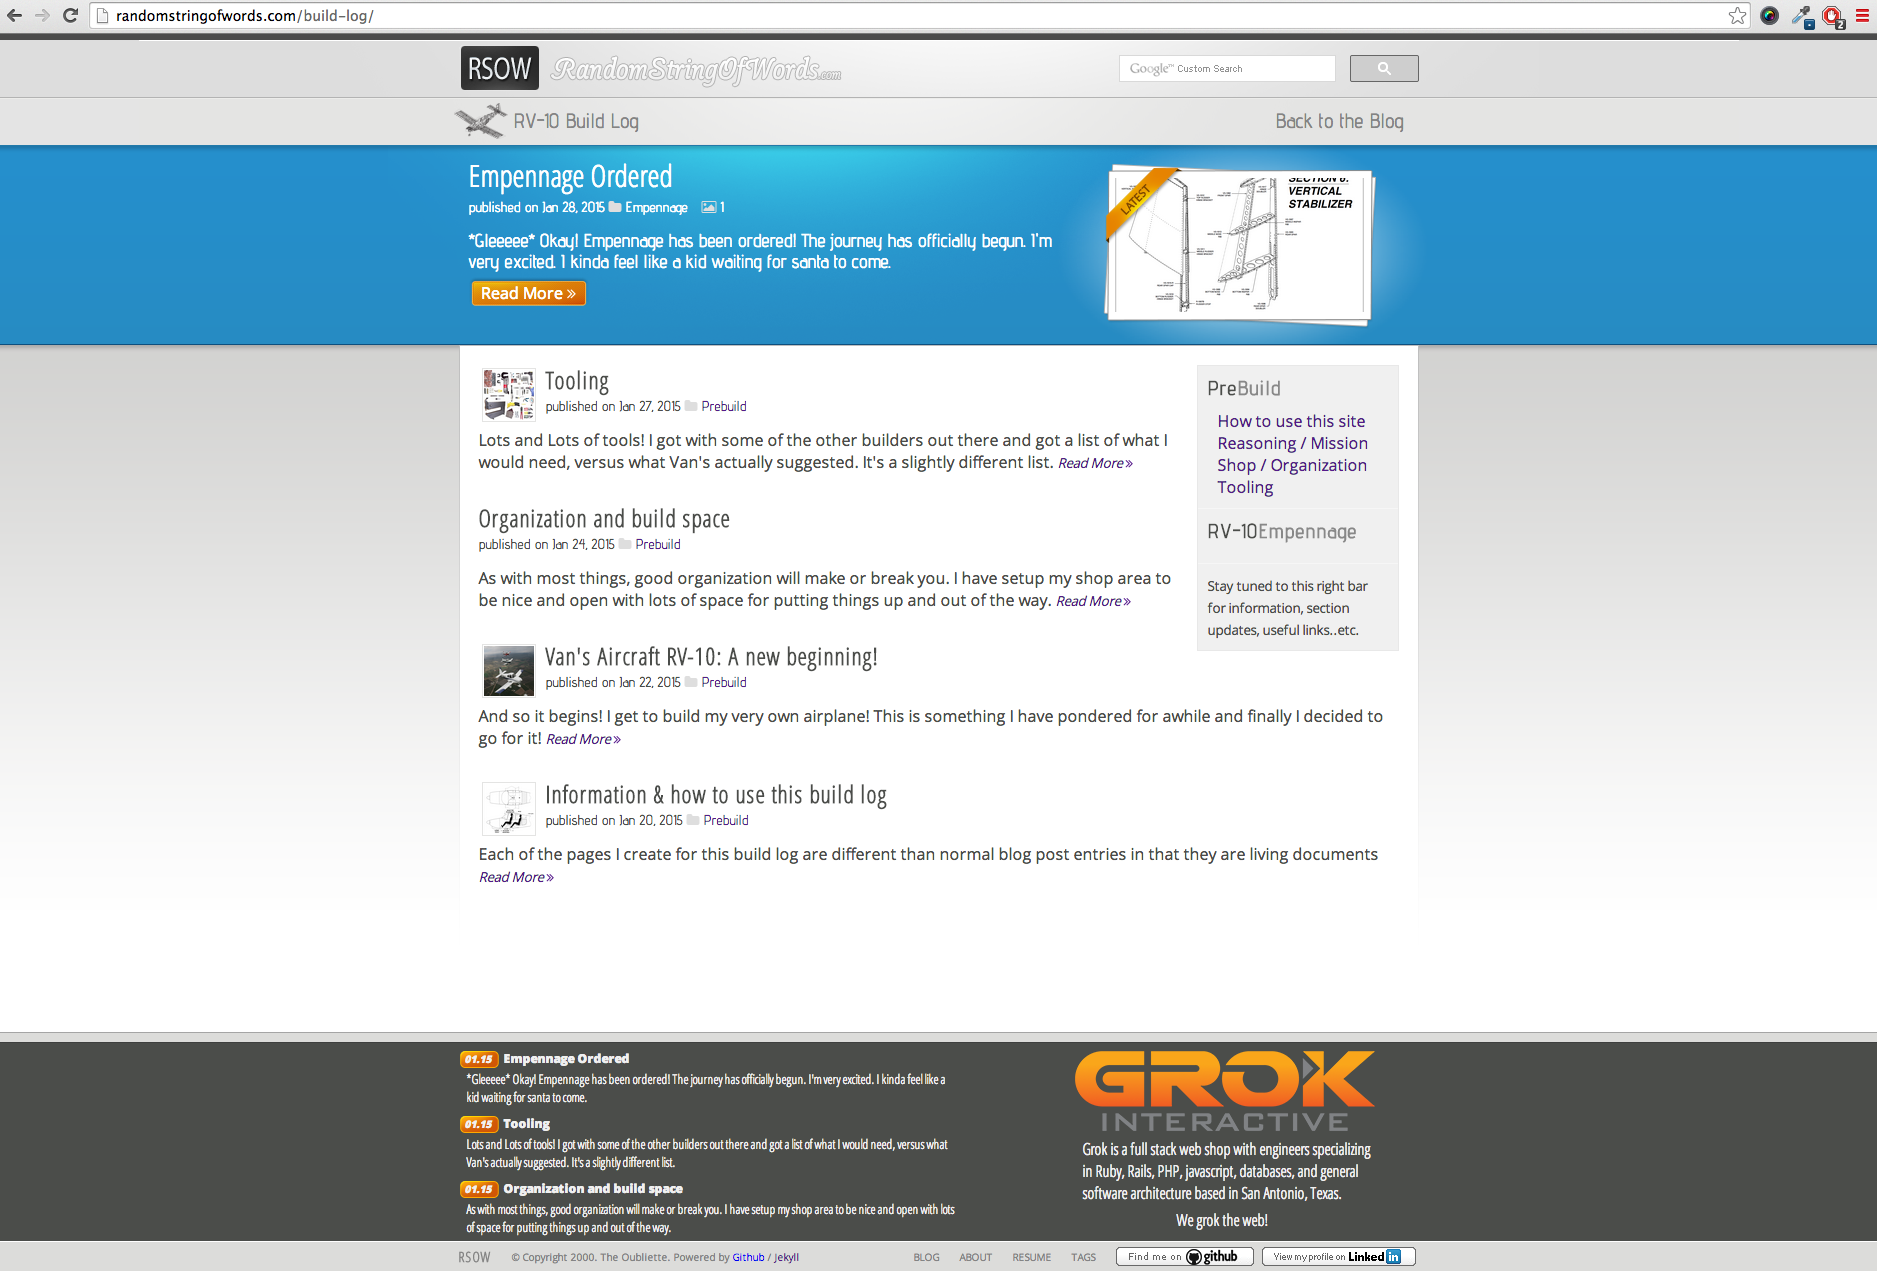 randomstringofwords.com/build-log/
2
RSOW RandomStringOfWords.com
Google™ Custom Search
RV-10 Build Log
Back to the Blog
Empennage Ordered
published on Jan 28, 2015 Empennage 1
*Gleeeee* Okay! Empennage has been ordered! The journey has officially begun. I'm
very excited. I kinda feel like a kid waiting for santa to come.
Read More »
LATEST
SECTION 6:
VERTICAL
STABILIZER
Tooling
published on Jan 27, 2015 Prebuild
Lots and Lots of tools! I got with some of the other builders out there and got a list of what I
would need, versus what Van's actually suggested. It's a slightly different list. Read More »
Organization and build space
published on Jan 24, 2015 Prebuild
As with most things, good organization will make or break you. I have setup my shop area to
be nice and open with lots of space for putting things up and out of the way. Read More »
Van's Aircraft RV-10: A new beginning!
published on Jan 22, 2015 Prebuild
And so it begins! I get to build my very own airplane! This is something I have pondered for awhile and finally I decided to
go for it! Read More »
Information & how to use this build log
published on Jan 20, 2015 Prebuild
Each of the pages I create for this build log are different than normal blog post entries in that they are living documents
Read More »
PreBuild
How to use this site
Reasoning / Mission
Shop / Organization
Tooling
RV-10Empennage
Stay tuned to this right bar
for information, section
updates, useful links..etc.
01.15 Empennage Ordered
*Gleeeee* Okay! Empennage has been ordered! The journey has officially begun. I'm very excited. I kinda feel like a
kid waiting for santa to come.
01.15 Tooling
Lots and Lots of tools! I got with some of the other builders out there and got a list of what I would need, versus what
Van's actually suggested. It's a slightly different list.
01.15 Organization and build space
As with most things, good organization will make or break you. I have setup my shop area to be nice and open with lots
of space for putting things up and out of the way.
GROK
INTERACTIVE
Grok is a full stack web shop with engineers specializing
in Ruby, Rails, PHP, javascript, databases, and general
software architecture based in San Antonio, Texas.
We grok the web!
RSOW © Copyright 2000. The Oubliette. Powered by Github / Jekyll
BLOG ABOUT RESUME TAGS Find me on github View my profile on Linked in